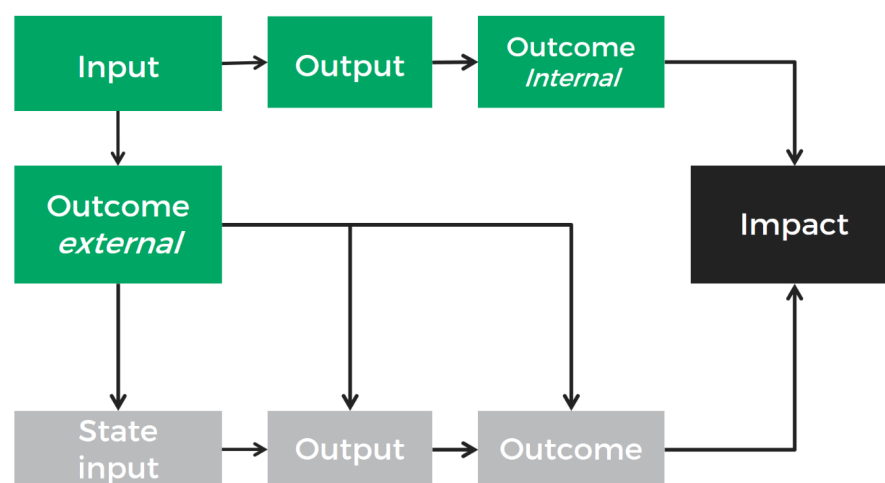 Input
Output
Outcome
Internal
Outcome
external
Impact
State
input
Output
Outcome